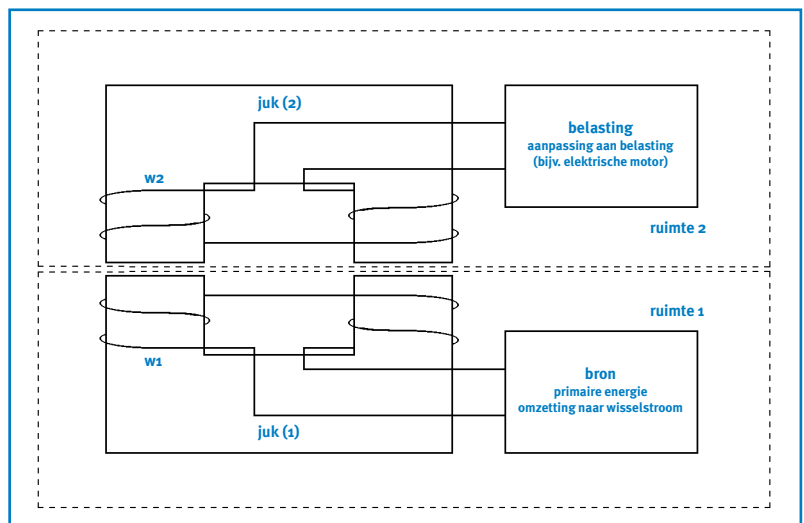 juk (2)
belasting
aanpassing aan belasting
(bijv. elektrische motor)
w2
ruimte 2
ruimte 1
w1
bron
primaire energie
omzetting naar wisselstroom
juk (1)